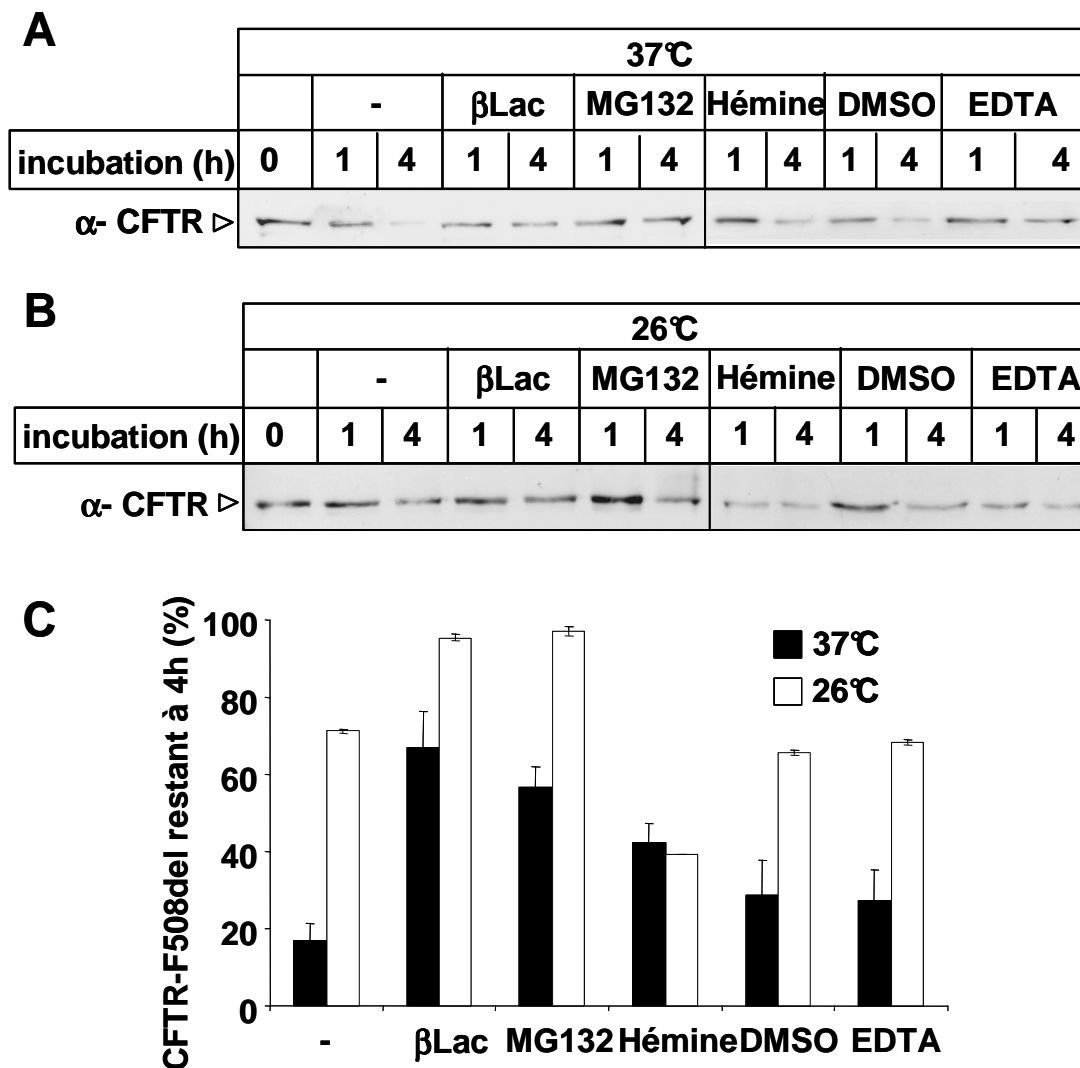 A
37°C
- βLac MG132 Hémine DMSO EDTA
incubation (h) 0 1 4 1 4 1 4 1 4 1 4 1 4
α- CFTR
B
26°C
- βLac MG132 Hémine DMSO EDTA
incubation (h) 0 1 4 1 4 1 4 1 4 1 4 1 4
α- CFTR
C
CFTR-F508del restant à 4h (%)
100
80
60
40
20
0
37°C
26°C
- βLac MG132 Hémine DMSO EDTA